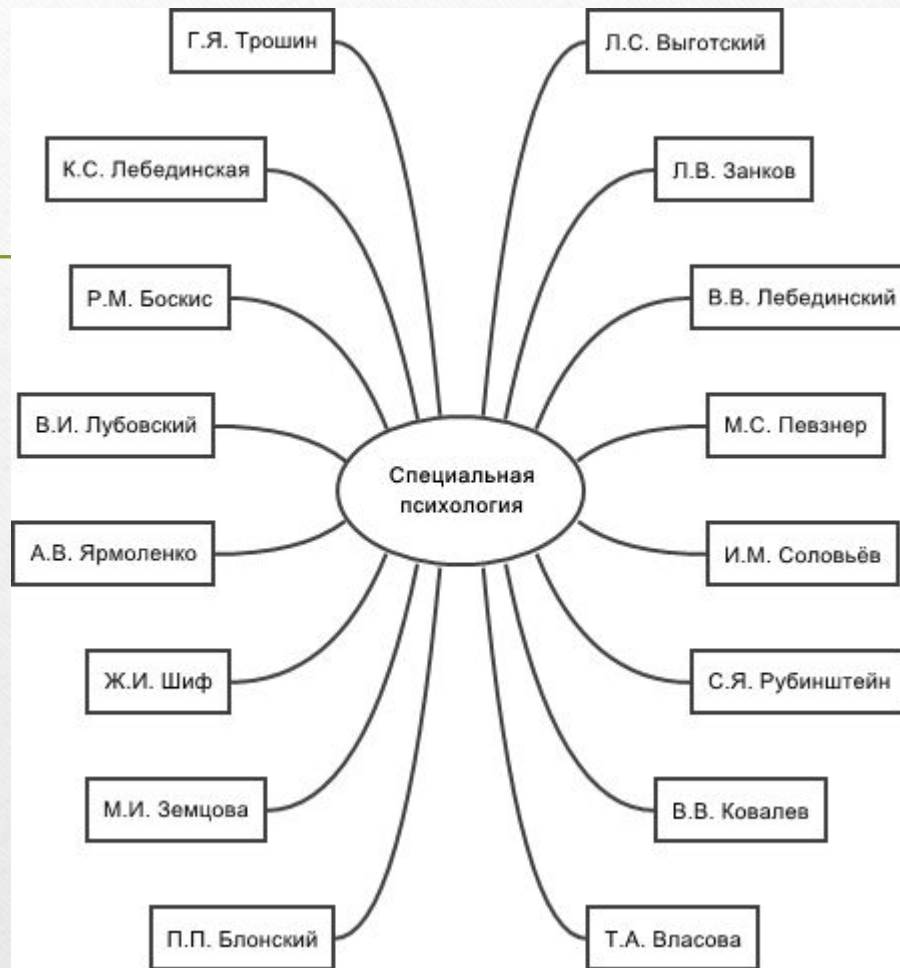 Г.Я. Трошин
Л.С. Выготский
К.С. Лебединская
Л.В. Занков
Р.М. Боскис
В.В. Лебединский
В.И. Лубовский
М.С. Певзнер
Специальная
психология
А.В. Ярмоленко
И.М. Соловьёв
Ж.И. Шиф
С.Я. Рубинштейн
М.И. Земцова
В.В. Ковалев
П.П. Блонский
Т.А. Власова